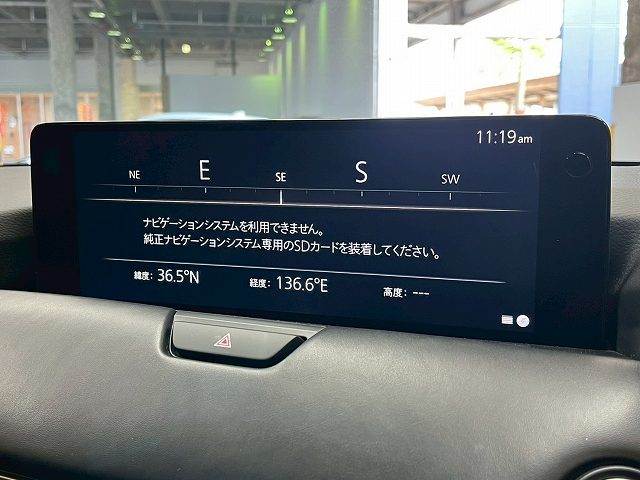 11:19am
NE E SE S SW
ナビゲーションシステムを利用できません。
純正ナビゲーションシステム専用のSDカードを装着してください。
緯度: 36.5°N 経度: 136.6°E 高度: ---